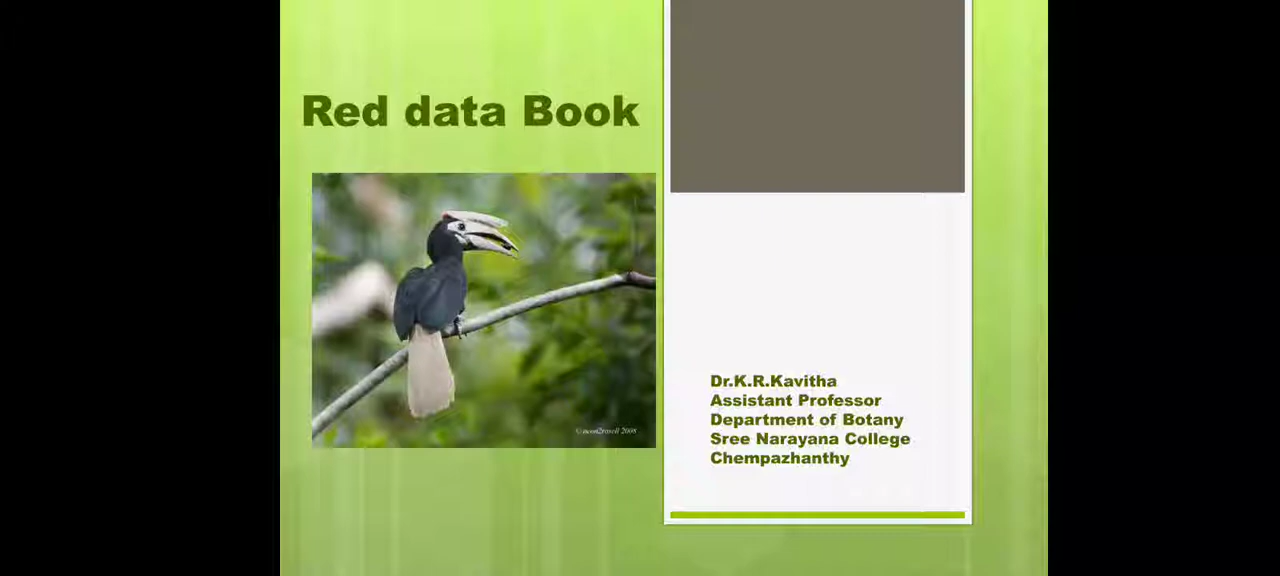 Red data Book
Dr.K.R.Kavitha
Assistant Professor
Department of Botany
Sree Narayana College
Chempazhanthy